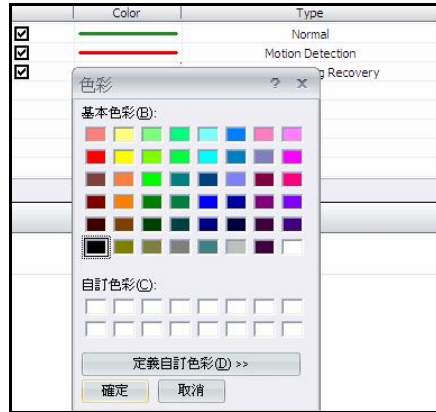 Color Type
Normal
Motion Detection
Recovery
色彩 ? X
基本色彩(B):
自訂色彩(C):
定義自訂色彩(D) >>
確定 取消